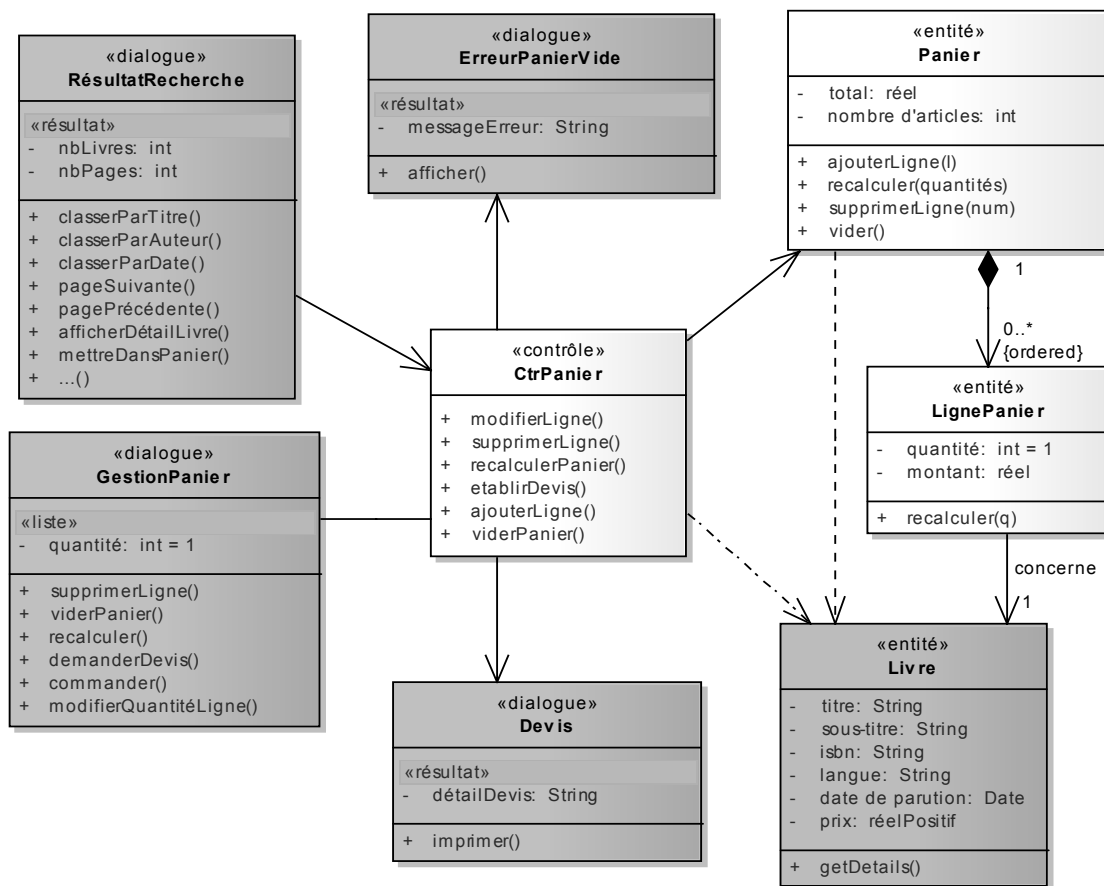 «dialogue»
RésultatRecherche
«résultat»
- nbLivres: int
- nbPages: int
+ classerParTitre()
+ classerParAuteur()
+ classerParDate()
+ pageSuivante()
+ pagePrécédente()
+ afficherDétailLivre()
+ mettreDansPanier()
+ ...()
«dialogue»
ErreurPanierVide
«résultat»
- messageErreur: String
+ afficher()
«entité»
Panier
- total: réel
- nombre d'articles: int
+ ajouterLigne(l)
+ recalculer(quantités)
+ supprimerLigne(num)
+ vider()
1
0..*
{ordered}
«contrôle»
CtrPanier
+ modifierLigne()
+ supprimerLigne()
+ recalculerPanier()
+ etablirDevis()
+ ajouterLigne()
+ viderPanier()
«entité»
LignePanier
- quantité: int = 1
- montant: réel
+ recalculer(q)
concerne
1
«dialogue»
GestionPanier
«liste»
- quantité: int = 1
+ supprimerLigne()
+ viderPanier()
+ recalculer()
+ demanderDevis()
+ commander()
+ modifierQuantitéLigne()
«dialogue»
Devis
«résultat»
- détailDevis: String
+ imprimer()
«entité»
Livre
- titre: String
- sous-titre: String
- isbn: String
- langue: String
- date de parution: Date
- prix: réelPositif
+ getDetails()